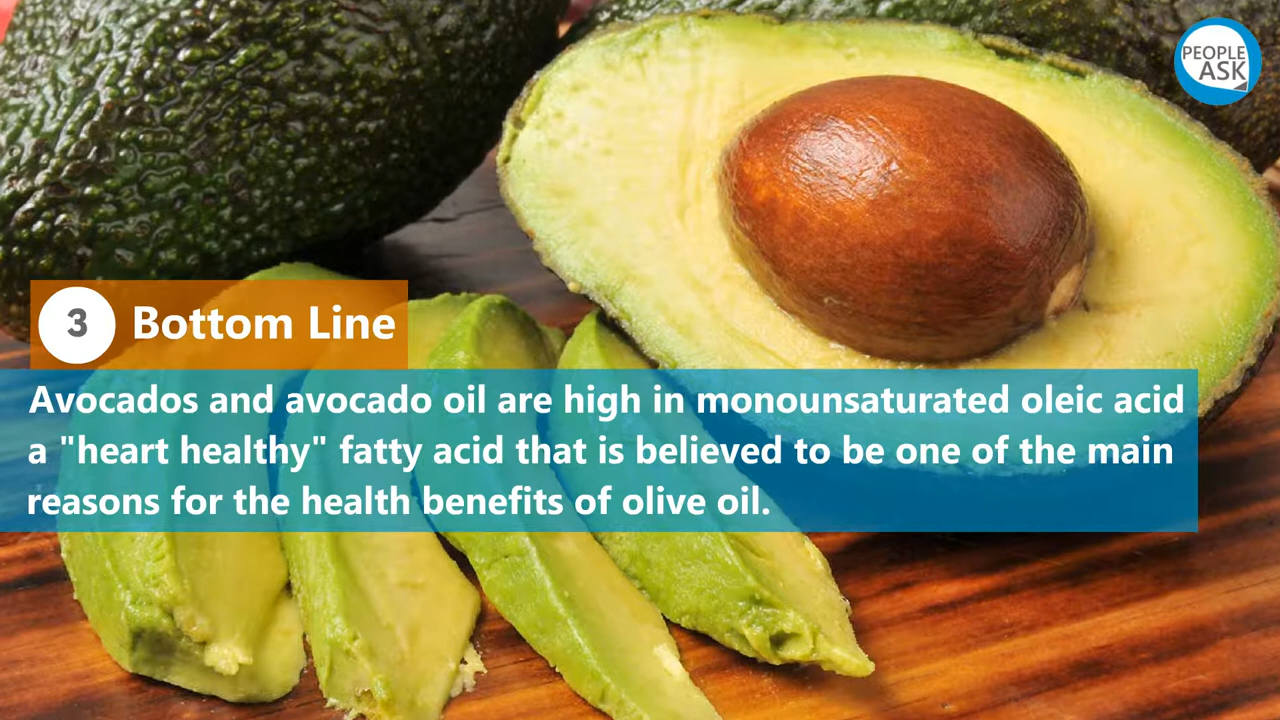 PEOPLE
ASK
3 Bottom Line
Avocados and avocado oil are high in monounsaturated oleic acid
a "heart healthy" fatty acid that is believed to be one of the main
reasons for the health benefits of olive oil.